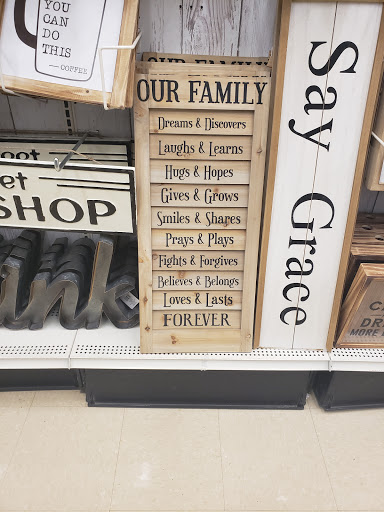 YOU
CAN DO
THIS
— COFFEE
OUR FAMILY
OUR FAMILY
Dreams & Discovers
Laughs & Learns
Hugs & Hopes
Gives & Grows
Smiles & Shares
Prays & Plays
Fights & Forgives
Believes & Belongs
Loves & Lasts
FOREVER
Say Grace
SHOP